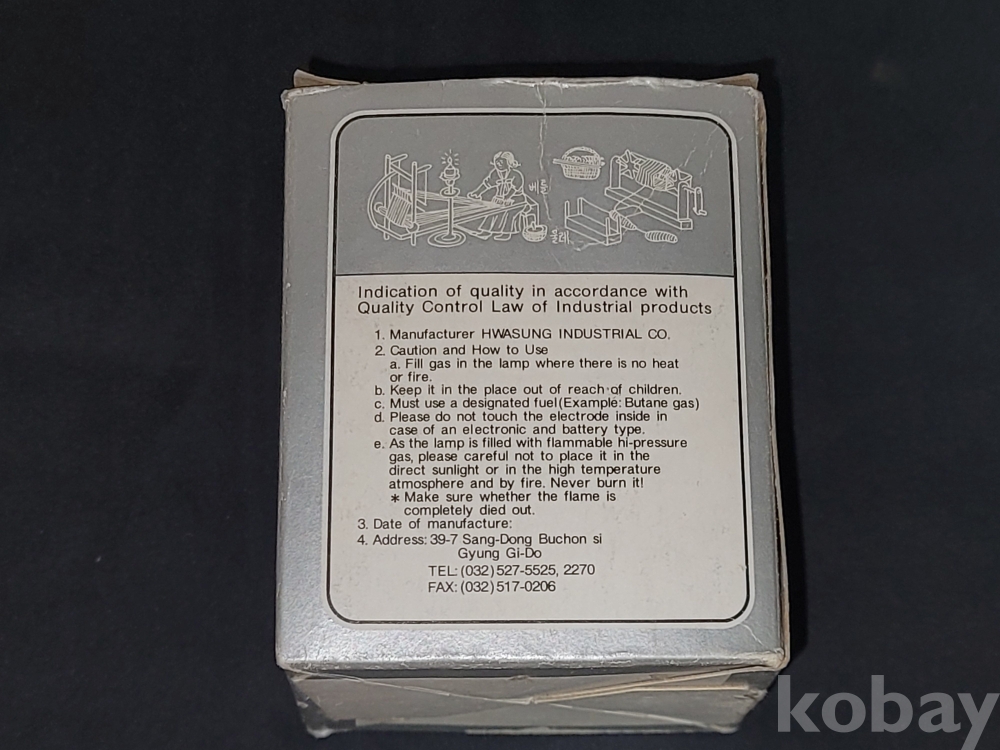 Indication of quality in accordance with
Quality Control Law of Industrial products
1. Manufacturer HWASUNG INDUSTRIAL CO.
2. Caution and How to Use
a. Fill gas in the lamp where there is no heat
or fire.
b. Keep it in the place out of reach of children.
c. Must use a designated fuel(Example: Butane gas)
d. Please do not touch the electrode inside in
case of an electronic and battery type.
e. As the lamp is filled with flammable hi-pressure
gas, please careful not to place it in the
direct sunlight or in the high temperature
atmosphere and by fire. Never burn it!
* Make sure whether the flame is
completely died out.
3. Date of manufacture:
4. Address: 39-7 Sang-Dong Buchon si
Gyung Gi-Do
TEL: (032)527-5525, 2270
FAX: (032)517-0206
kobay